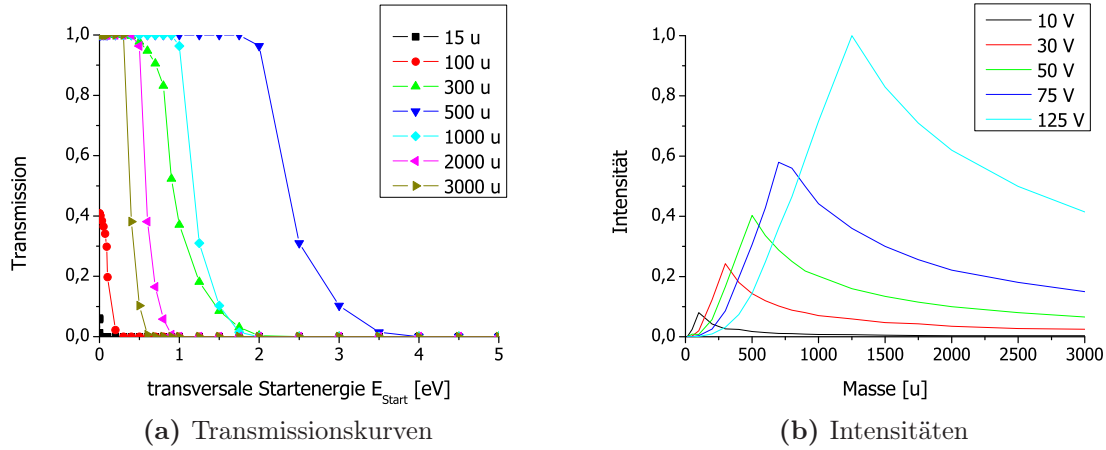 1,0
0,8
0,6
0,4
0,2
0,0
Transmission
0
1
2
3
4
5
transversale Startenergie E_Start [eV]
15 u
100 u
300 u
500 u
1000 u
2000 u
3000 u
(a) Transmissionskurven
1,0
0,8
0,6
0,4
0,2
0,0
Intensität
0
500
1000
1500
2000
2500
3000
Masse [u]
10 V
30 V
50 V
75 V
125 V
(b) Intensitäten